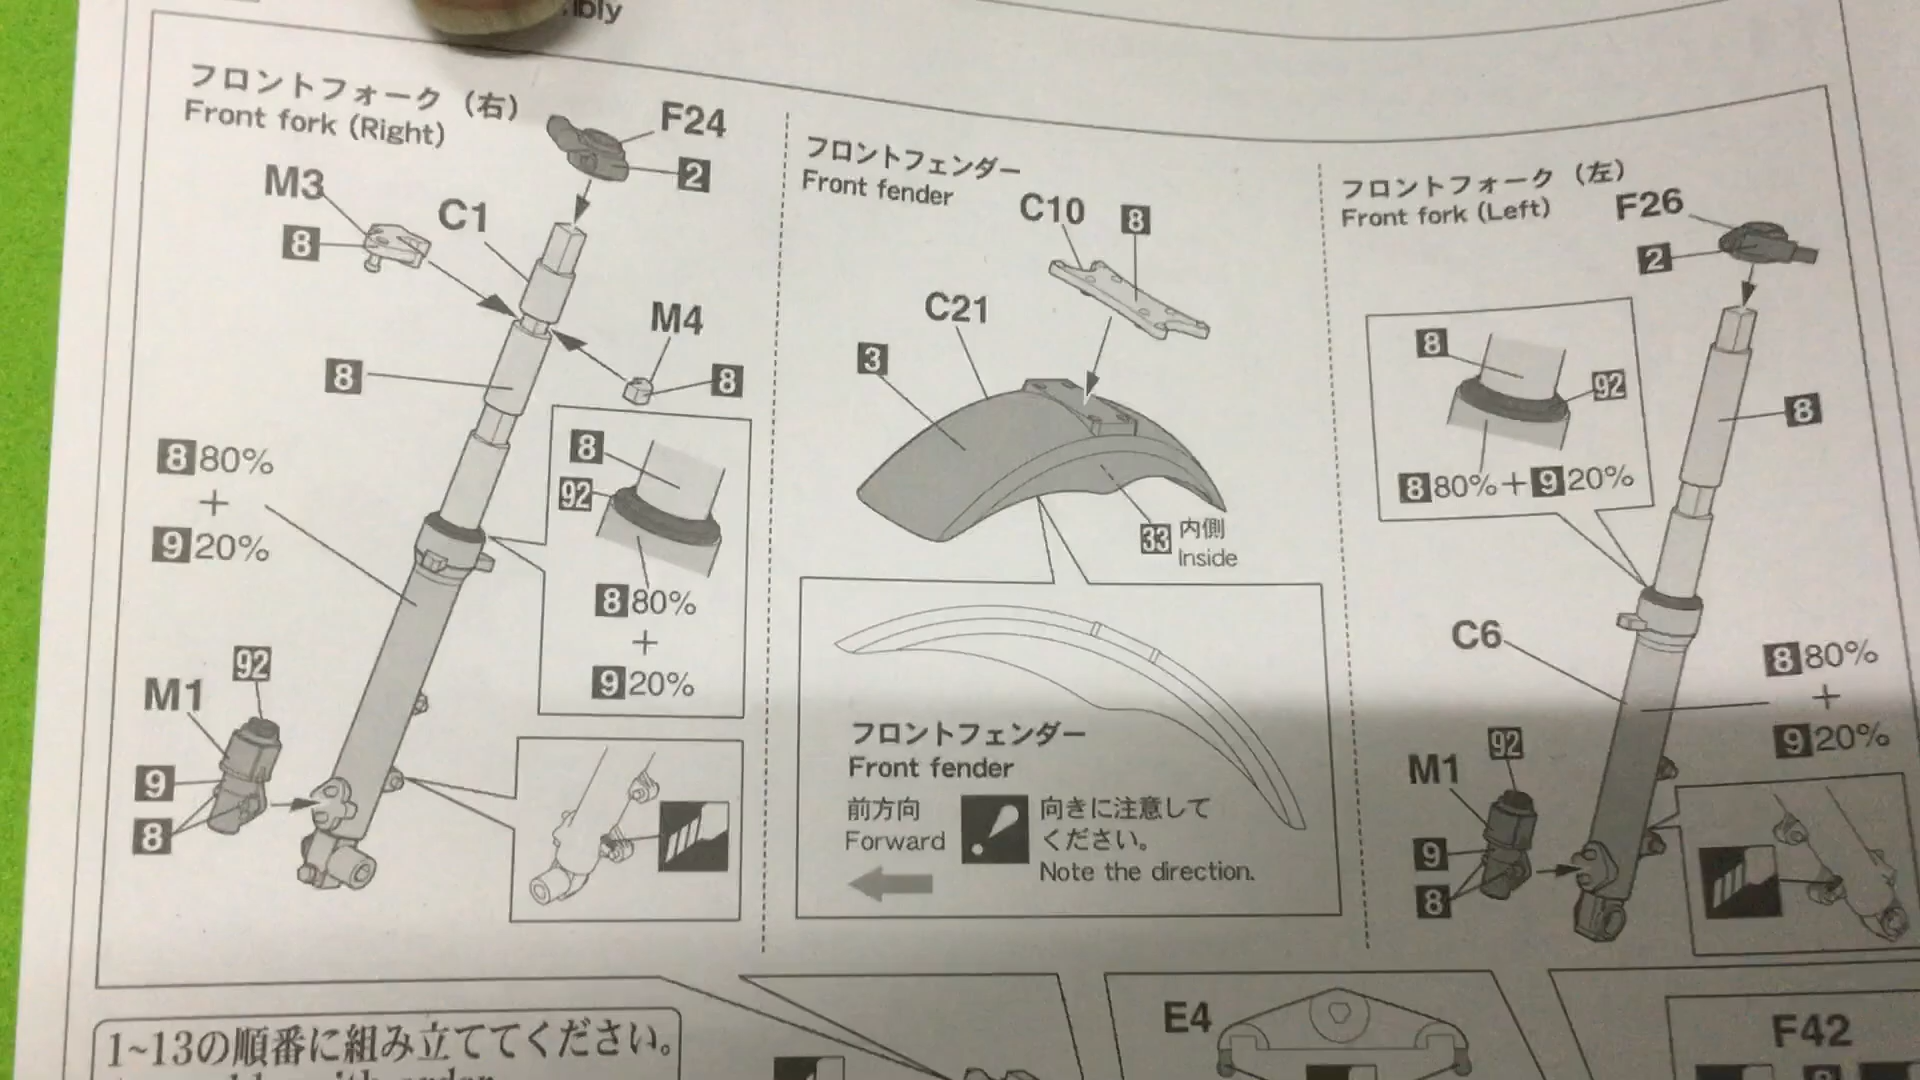 フロントフォーク（右）
Front fork (Right)
F24
2
M3
8
C1
M4
8
8
8 80%
+
9 20%
8
92
8 80%
+
9 20%
92
M1
9
8
フロントフェンダー
Front fender
C10
8
C21
3
33 内側
Inside
フロントフェンダー
Front fender
前方向
Forward
向きに注意して
ください。
Note the direction.
フロントフォーク（左）
Front fork (Left)
F26
2
8
92
8 80%+9 20%
8
C6
8 80%
+
9 20%
92
M1
9
8
1~13の順番に組み立ててください。
E4
F42